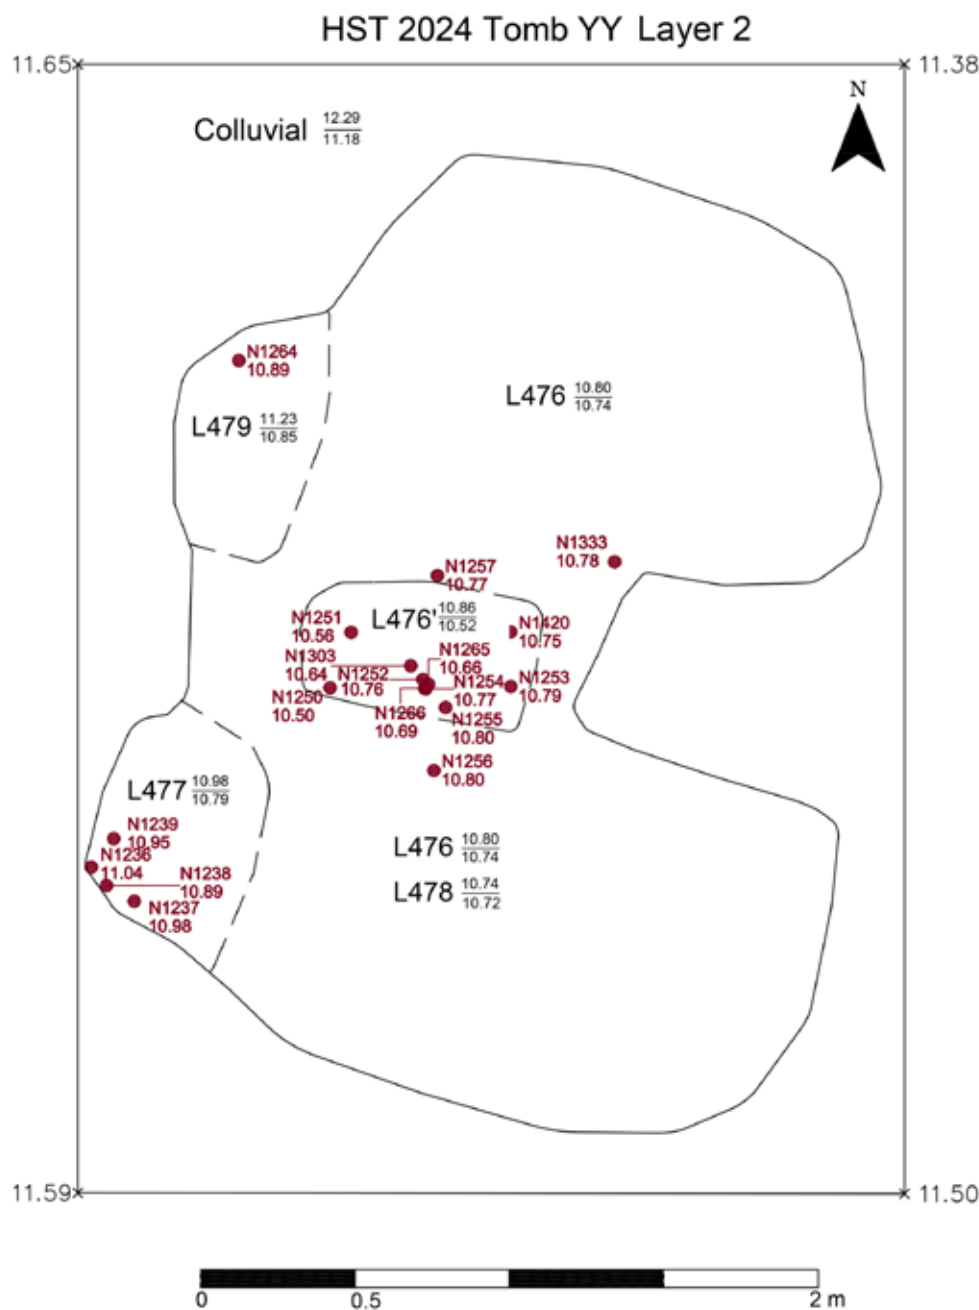 HST 2024 Tomb YY Layer 2
11.65
11.38
N
Colluvial 12.29
11.18
N1264
10.89
L479 11.23
10.85
L476 10.80
10.74
N1333
10.78
N1257
10.77
L476' 10.86
10.52
N1251
10.56
N1420
10.75
N1303
10.64
N1265
10.66
N1252
10.76
N1254
10.77
N1253
10.79
N1250
10.50
N1266
10.69
N1255
10.80
N1256
10.80
L477 10.98
10.79
N1239
10.95
N1236
11.04
N1238
10.89
N1237
10.98
L476 10.80
10.74
L478 10.74
10.72
11.59
11.50
0
0.5
2 m